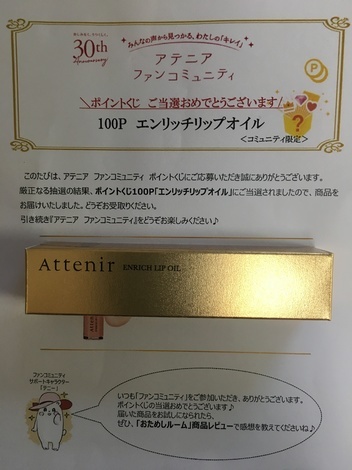 みんなの声から見つかる、わたしの「キレイ」
30th
Anniversary
アテニア
ファンコミュニティ
ポイントくじ ご当選おめでとうございます
100P エンリッチリップオイル
<コミュニティ限定>
このたびは、アテニア ファンコミュニティ ポイントくじにご応募いただき誠にありがとうございます。
厳正なる抽選の結果、ポイントくじ100P「エンリッチリップオイル」にご当選されましたので、商品を
お届けいたしました。どうぞお受取りください。
引き続き『アテニア ファンコミュニティ』をどうぞお楽しみください♪
Attenir ENRICH LIP OIL
ファンコミュニティ
サポートキャラクター
「テニー」
いつも「ファンコミュニティ」をご参加いただき、ありがとうございます。
ポイントくじの当選おめでとうございます♪
届いた商品をお試しになられたら、
ぜひ、「おためしルーム」商品レビューで感想を教えてくださいね♪